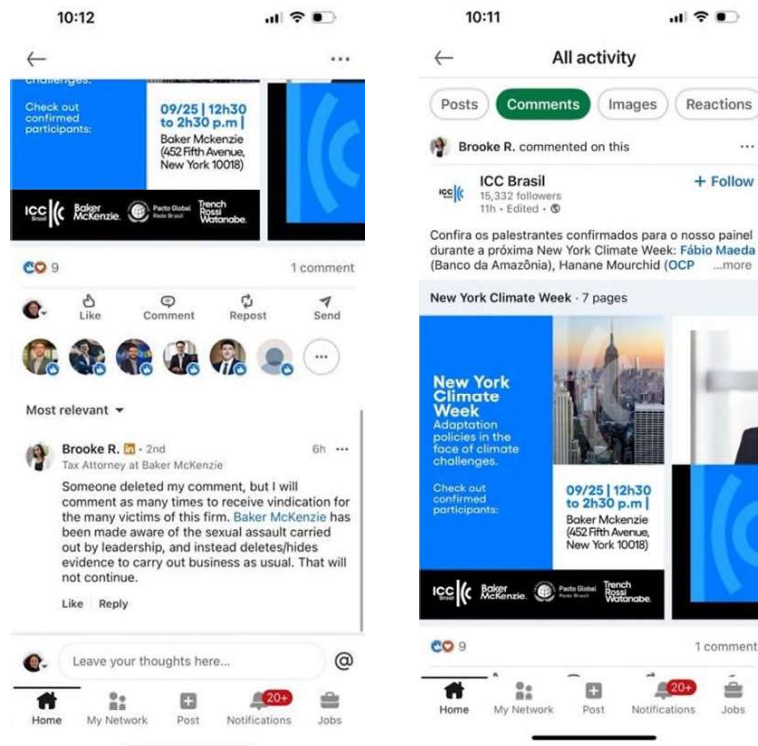 10:12
challenges.
Check out
confirmed
participants:
09/25 | 12h30
to 2h30 p.m |
Baker Mckenzie
(452 Fifth Avenue,
New York 10018)
ICC
Brasil
Baker
McKenzie.
Pacto Global
Rede Brasil
Trench
Rossi
Watanabe.
9
1 comment
Like
Comment
Repost
Send
Most relevant
Brooke R. in · 2nd
6h
Tax Attorney at Baker McKenzie
Someone deleted my comment, but I will
comment as many times to receive vindication for
the many victims of this firm. Baker McKenzie has
been made aware of the sexual assault carried
out by leadership, and instead deletes/hides
evidence to carry out business as usual. That will
not continue.
Like
Reply
Leave your thoughts here...
@
20+
Home
My Network
Post
Notifications
Jobs
10:11
All activity
Posts
Comments
Images
Reactions
Brooke R. commented on this
ICC
ICC Brasil
+ Follow
15,332 followers
11h • Edited •
Confira os palestrantes confirmados para o nosso painel
durante a próxima New York Climate Week: Fábio Maeda
(Banco da Amazônia), Hanane Mourchid (OCP ...more
New York Climate Week · 7 pages
New York
Climate
Week
Adaptation
policies in the
face of climate
challenges.
Check out
confirmed
participants:
09/25 | 12h30
to 2h30 p.m |
Baker Mckenzie
(452 Fifth Avenue,
New York 10018)
ICC
Brasil
Baker
McKenzie.
Pacto Global
Rede Brasil
Trench
Rossi
Watanabe.
9
1 comment
20+
Home
My Network
Post
Notifications
Jobs